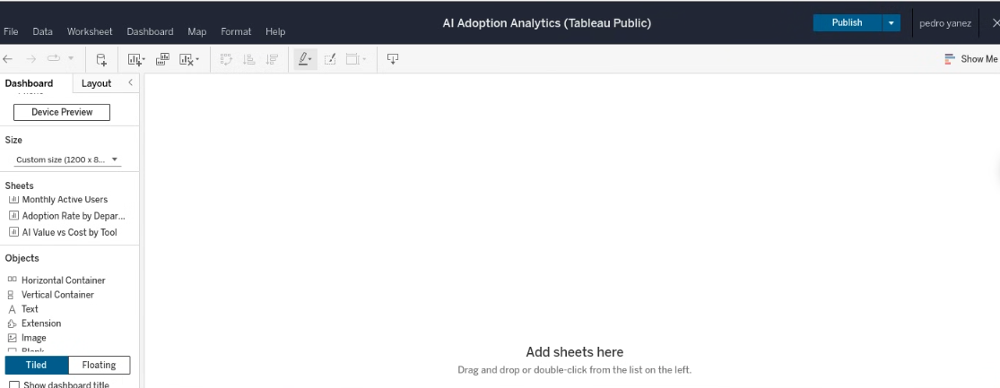 AI Adoption Analytics (Tableau Public)
Publish
pedro yanez
File Data Worksheet Dashboard Map Format Help
Show Me
Dashboard Layout
Device Preview
Size
Custom size (1200 x 8...
Sheets
Monthly Active Users
Adoption Rate by Depar...
AI Value vs Cost by Tool
Objects
Horizontal Container
Vertical Container
Text
Extension
Image
Blank
Tiled Floating
Show dashboard title
Add sheets here
Drag and drop or double-click from the list on the left.